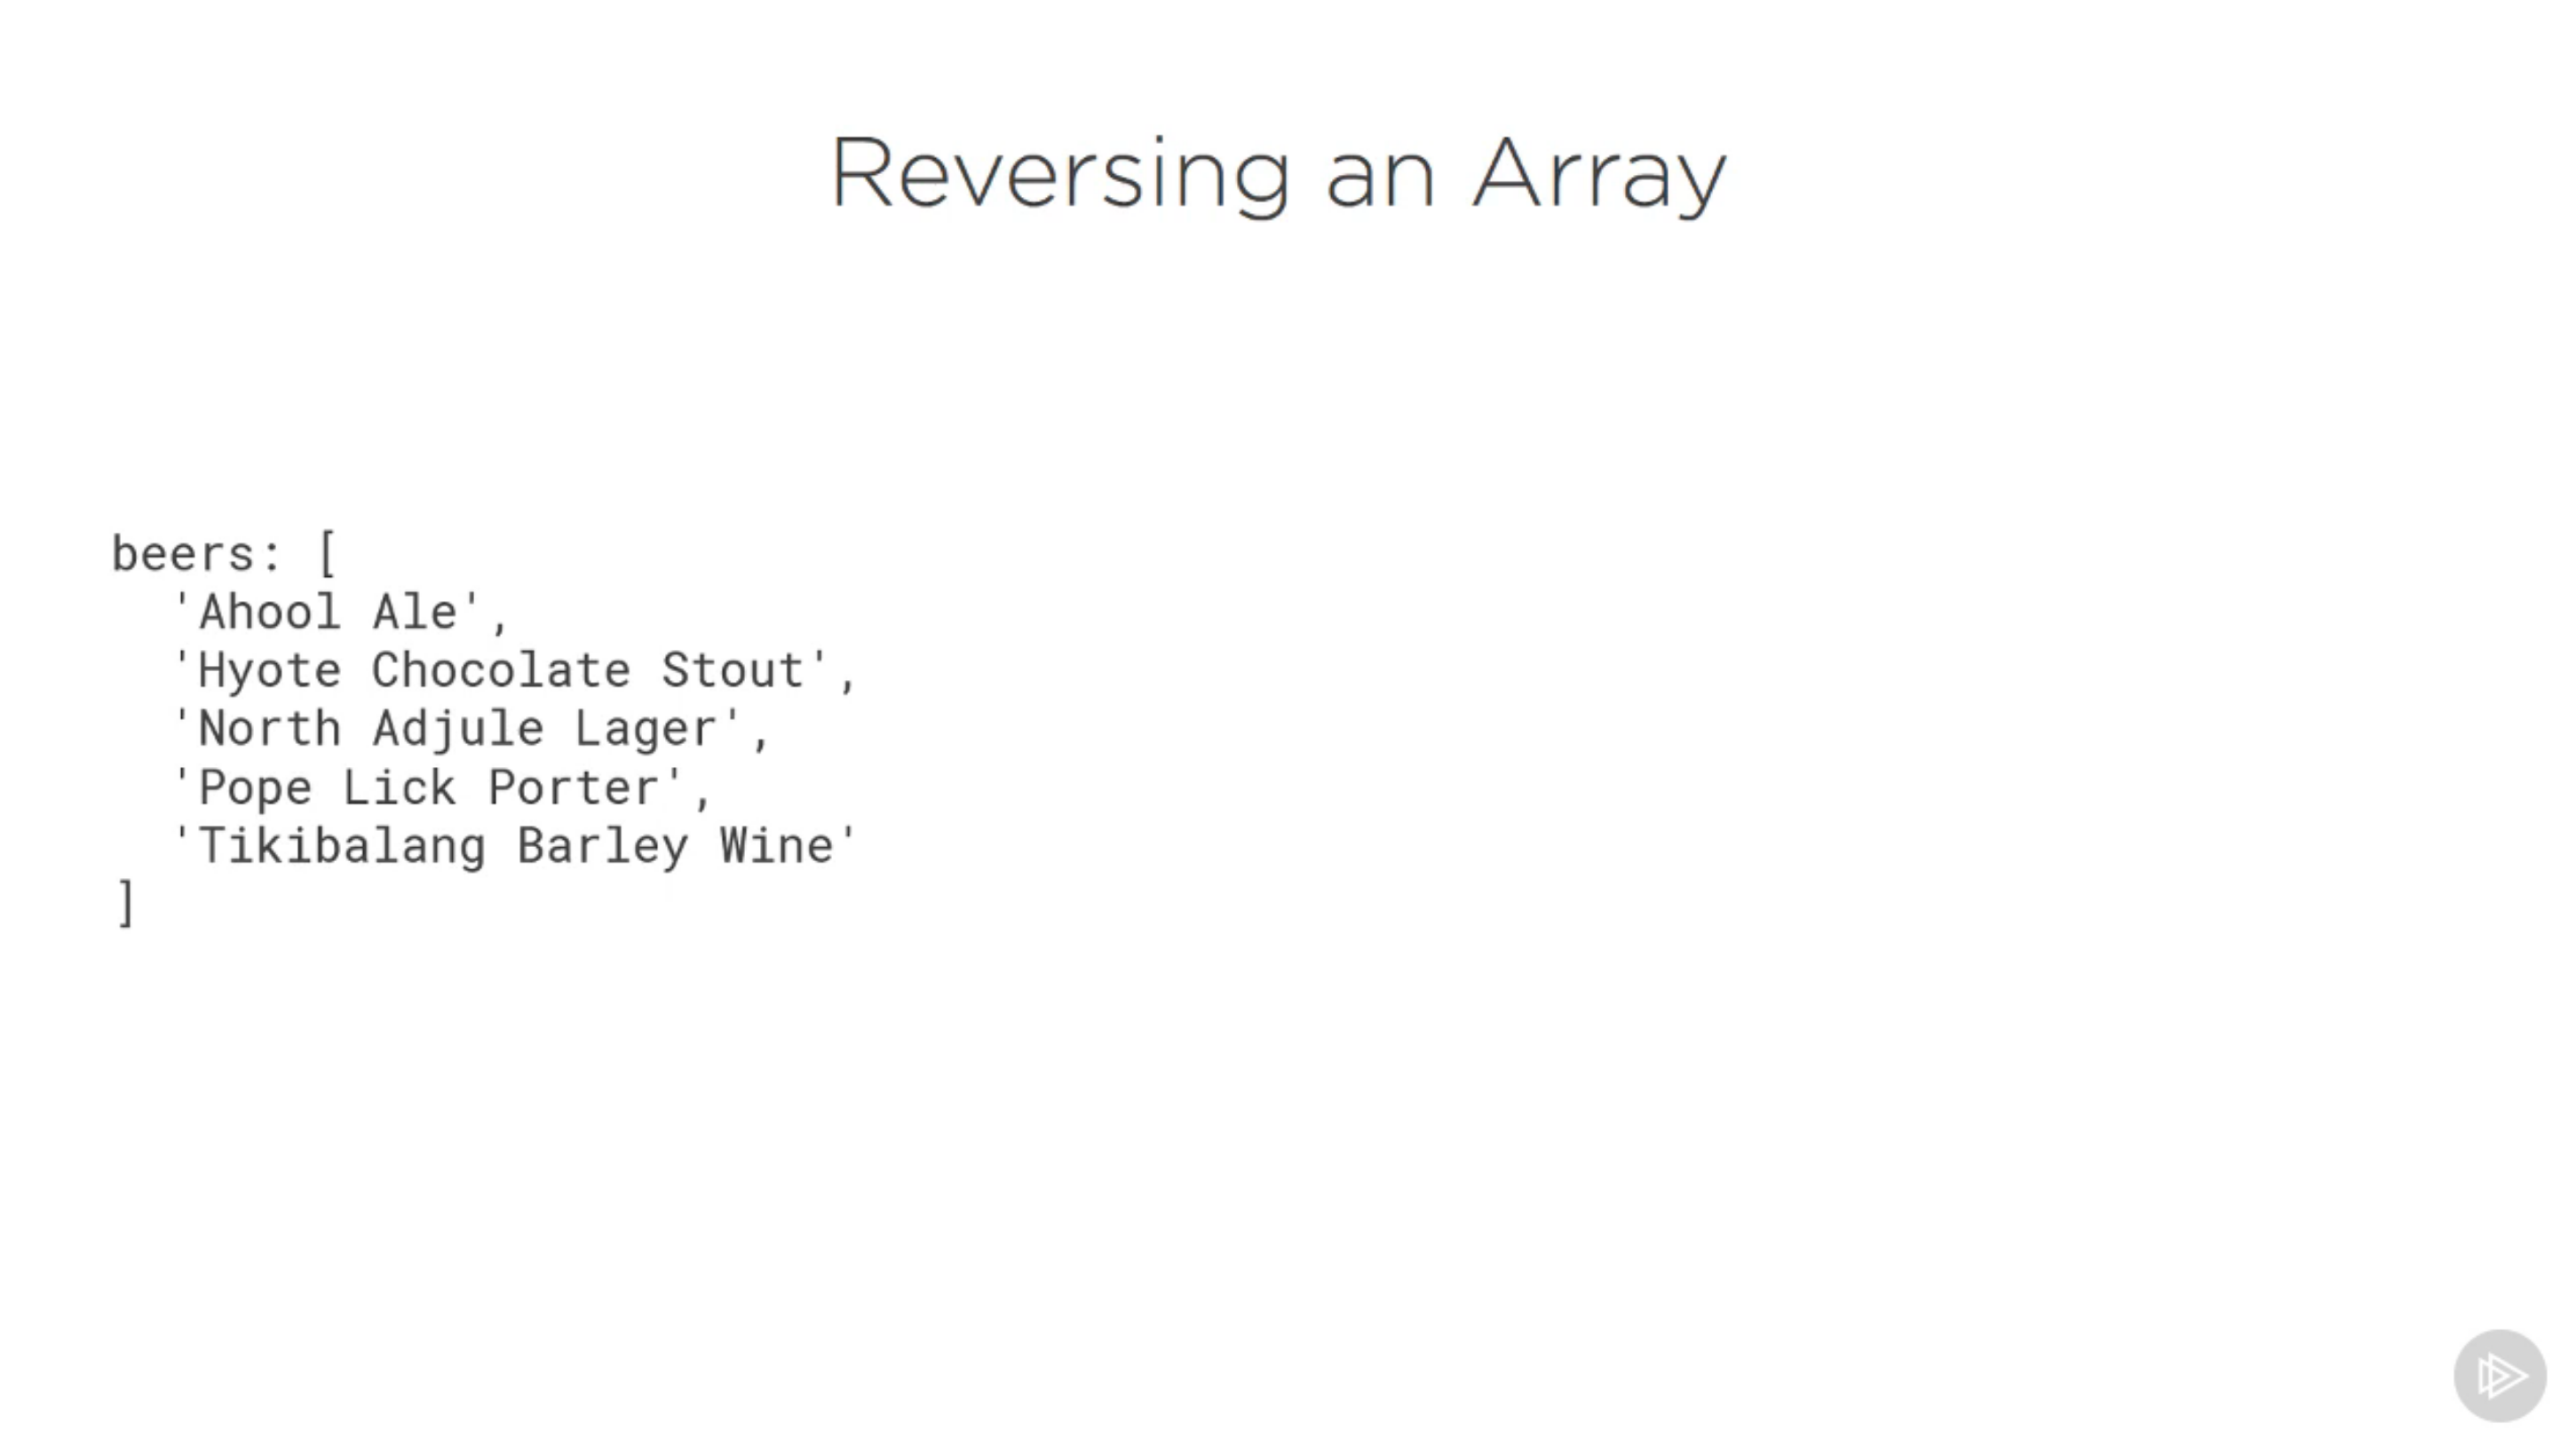 Reversing an Array
beers: [
'Ahool Ale',
'Hyote Chocolate Stout',
'North Adjule Lager',
'Pope Lick Porter',
'Tikibalang Barley Wine'
]